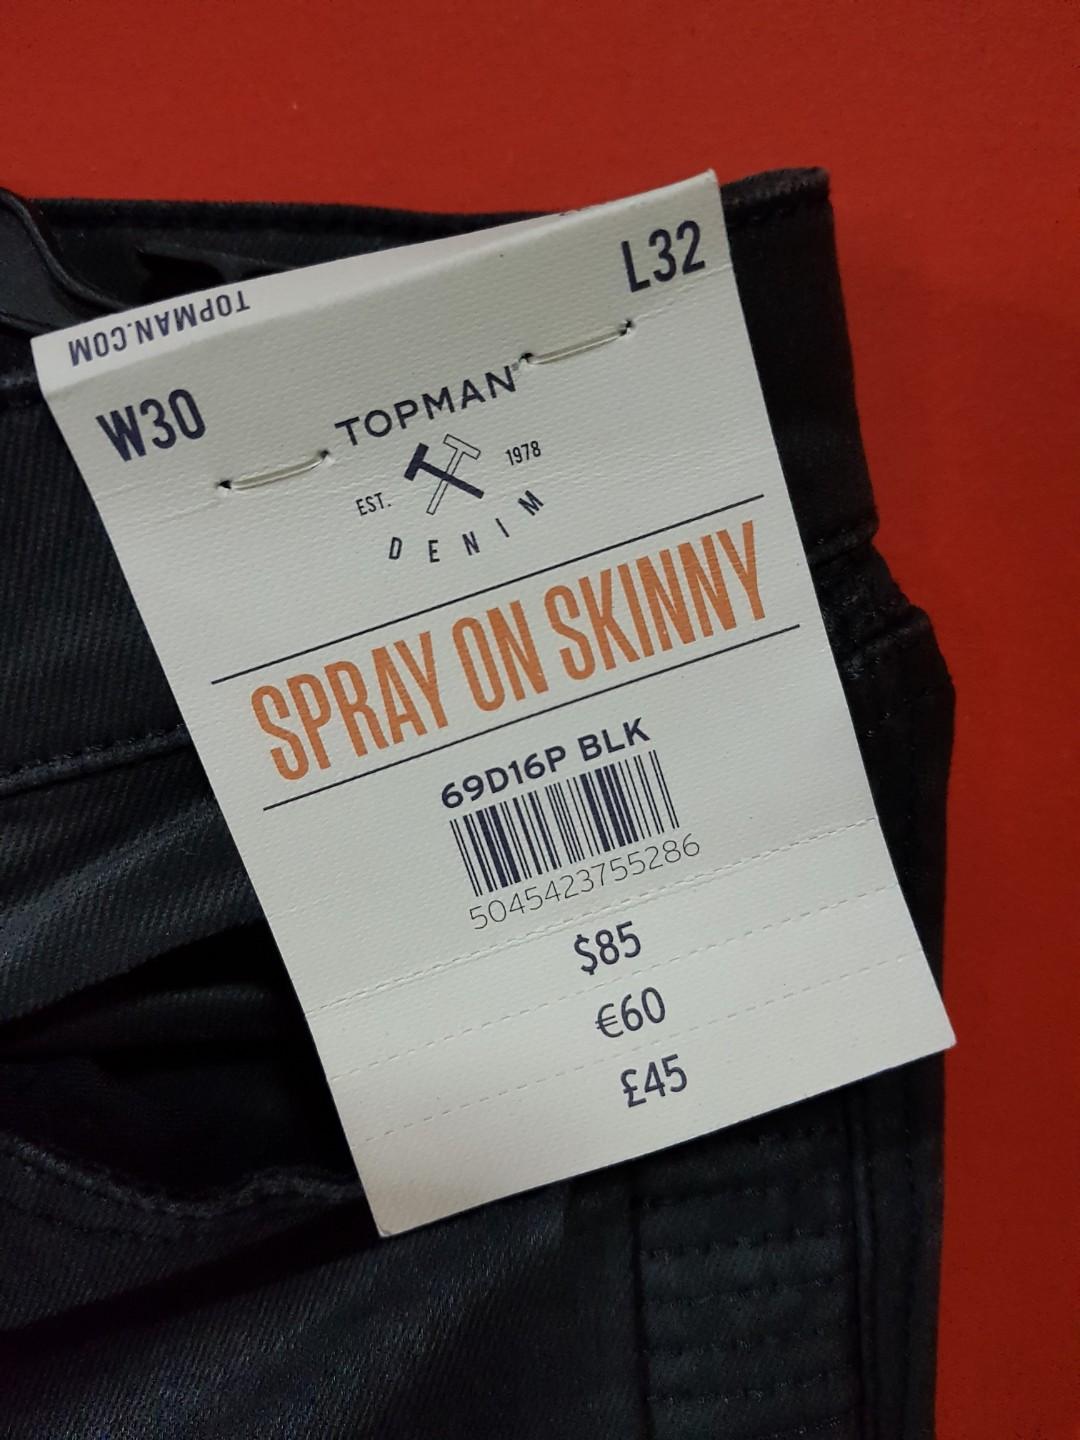 TOPMAN.COM
W30
L32
TOPMAN®
EST. 1978
DENIM
SPRAY ON SKINNY
69D16P BLK
5045423755286
$85
€60
£45